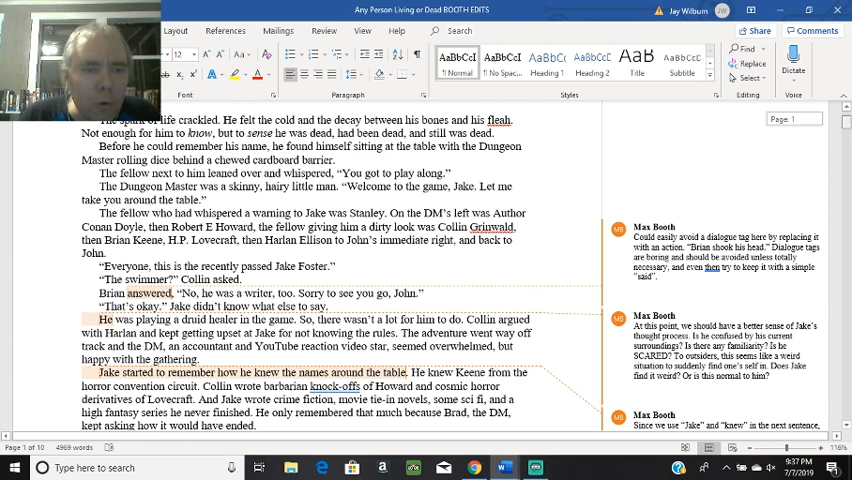 Any Person Living or Dead BOOTH EDITS
Jay Wilburn
JW
Layout
References
Mailings
Review
View
Help
Search
Share
Comments
12
A A Aa
AaBbCcI AaBbCcI AaBbCc AaBbCcI AaB AaBbCcI
¶ Normal ¶ No Spac... Heading 1 Heading 2 Title Subtitle
Find
Replace
Select
Dictate
Font
Paragraph
Styles
Editing
Voice
Page: 1
The spark of life crackled. He felt the cold and the decay between his bones and his fleah.
Not enough for him to know, but to sense he was dead, had been dead, and still was dead.
Before he could remember his name, he found himself sitting at the table with the Dungeon
Master rolling dice behind a chewed cardboard barrier.
The fellow next to him leaned over and whispered, “You got to play along.”
The Dungeon Master was a skinny, hairy little man. “Welcome to the game, Jake. Let me
take you around the table.”
The fellow who had whispered a warning to Jake was Stanley. On the DM’s left was Author
Conan Doyle, then Robert E Howard, the fellow giving him a dirty look was Collin Grinwald,
then Brian Keene, H.P. Lovecraft, then Harlan Ellison to John’s immediate right, and back to
John.
“Everyone, this is the recently passed Jake Foster.”
“The swimmer?” Collin asked.
Brian answered, “No, he was a writer, too. Sorry to see you go, John.”
“That’s okay.” Jake didn’t know what else to say.
He was playing a druid healer in the game. So, there wasn’t a lot for him to do. Collin argued
with Harlan and kept getting upset at Jake for not knowing the rules. The adventure went way off
track and the DM, an accountant and YouTube reaction video star, seemed overwhelmed, but
happy with the gathering.
Jake started to remember how he knew the names around the table. He knew Keene from the
horror convention circuit. Collin wrote barbarian knock-offs of Howard and cosmic horror
derivatives of Lovecraft. And Jake wrote crime fiction, movie tie-in novels, some sci fi, and a
high fantasy series he never finished. He only remembered that much because Brad, the DM,
kept asking how it would have ended.
MB
Max Booth
Could easily avoid a dialogue tag here by replacing it
with an action. “Brian shook his head.” Dialogue tags
are boring and should be avoided unless totally
necessary, and even then try to keep it with a simple
“said”.
MB
Max Booth
At this point, we should have a better sense of Jake’s
thought process. Is he confused by his current
surroundings? Is there any familiarity? Is he
SCARED? To outsiders, this seems like a weird
situation to suddenly find one’s self in. Does Jake
find it weird? Or is this normal to him?
MB
Max Booth
Since we use “Jake” and “knew” in the next sentence,
Page 1 of 10
4969 words
116%
Type here to search
9:37 PM
7/7/2019